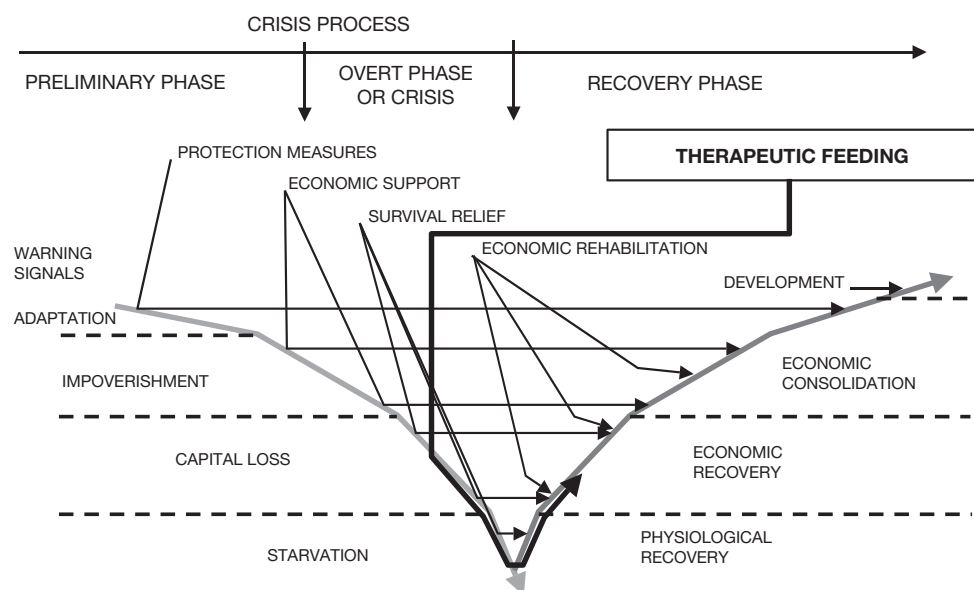 CRISIS PROCESS
PRELIMINARY PHASE
OVERT PHASE
OR CRISIS
RECOVERY PHASE
PROTECTION MEASURES
THERAPEUTIC FEEDING
ECONOMIC SUPPORT
SURVIVAL RELIEF
ECONOMIC REHABILITATION
WARNING
SIGNALS
DEVELOPMENT
ADAPTATION
IMPOVERISHMENT
ECONOMIC
CONSOLIDATION
CAPITAL LOSS
ECONOMIC
RECOVERY
STARVATION
PHYSIOLOGICAL
RECOVERY